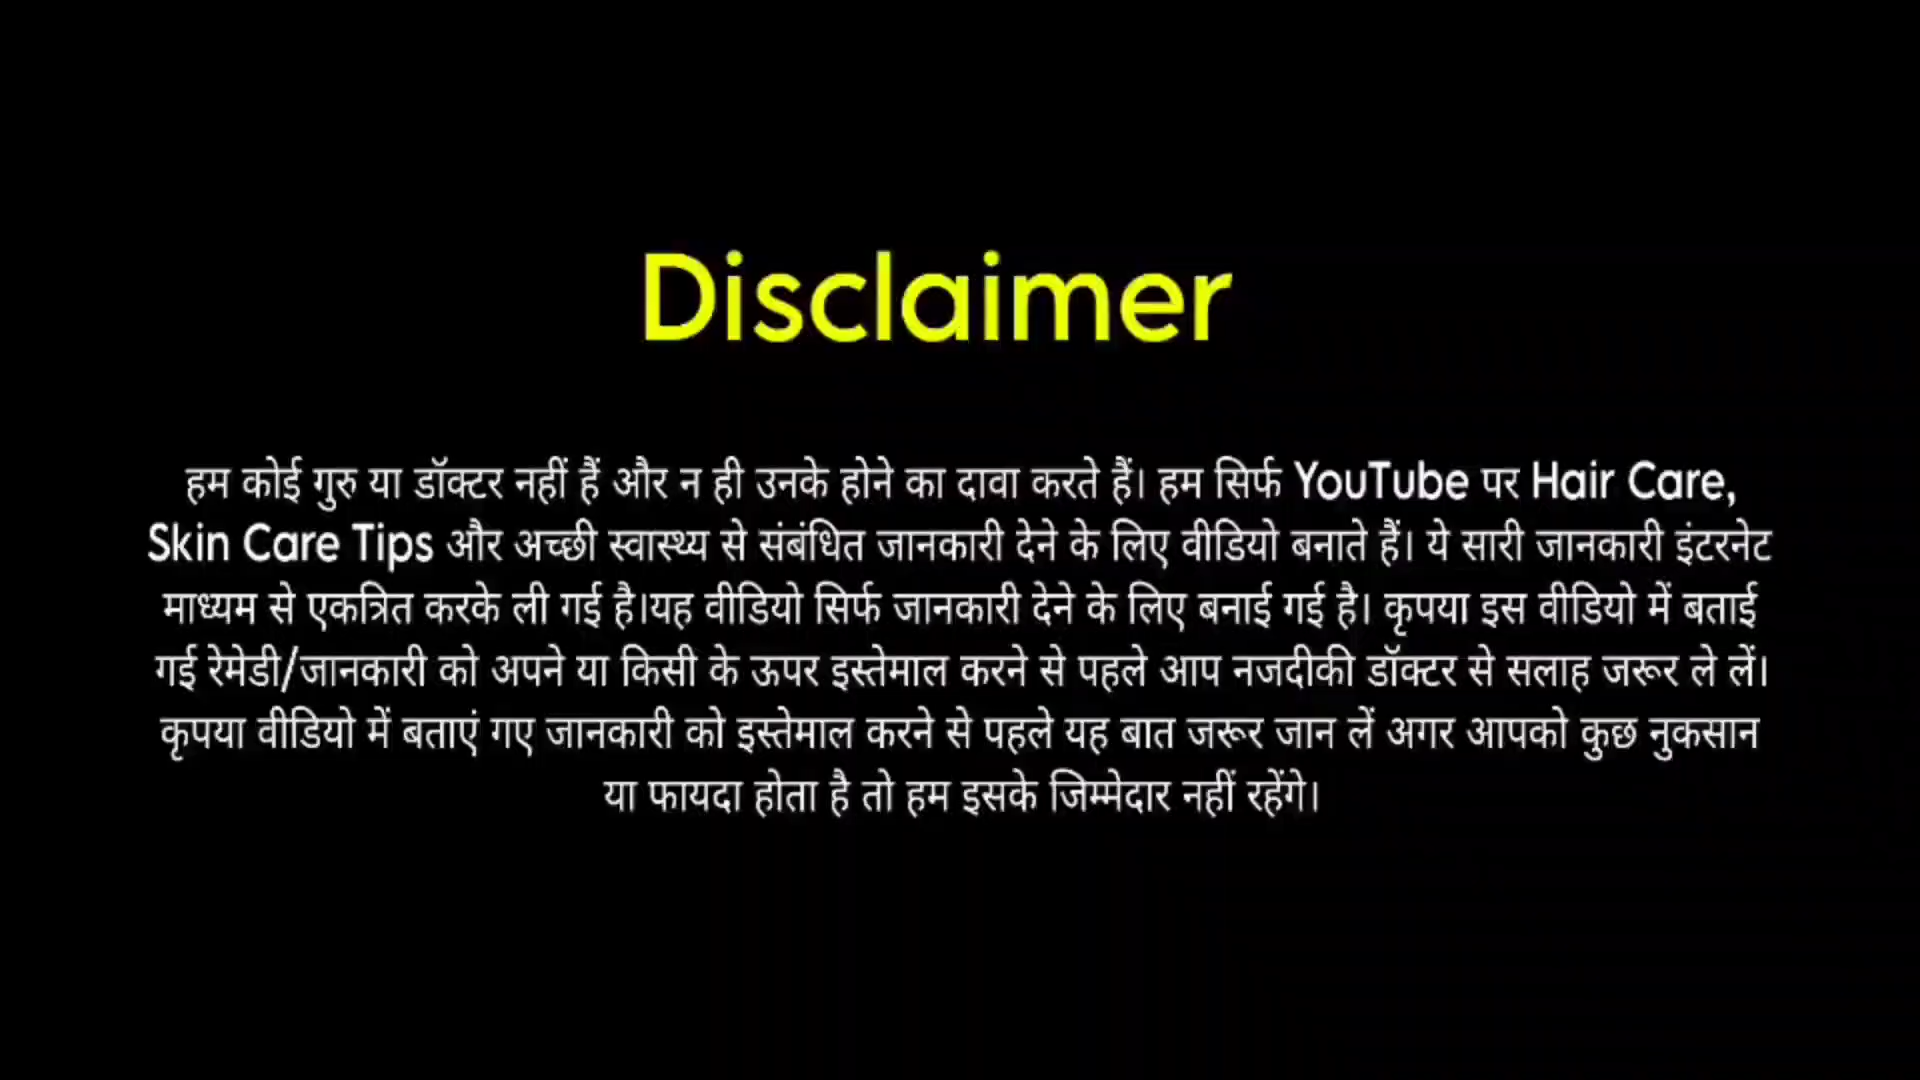 Disclaimer
हम कोई गुरु या डॉक्टर नहीं हैं और न ही उनके होने का दावा करते हैं। हम सिर्फ YouTube पर Hair Care,
Skin Care Tips और अच्छी स्वास्थ्य से संबंधित जानकारी देने के लिए वीडियो बनाते हैं। ये सारी जानकारी इंटरनेट
माध्यम से एकत्रित करके ली गई है।यह वीडियो सिर्फ जानकारी देने के लिए बनाई गई है। कृपया इस वीडियो में बताई
गई रेमेडी/जानकारी को अपने या किसी के ऊपर इस्तेमाल करने से पहले आप नजदीकी डॉक्टर से सलाह जरूर ले लें।
कृपया वीडियो में बताएं गए जानकारी को इस्तेमाल करने से पहले यह बात जरूर जान लें अगर आपको कुछ नुकसान
या फायदा होता है तो हम इसके जिम्मेदार नहीं रहेंगे।